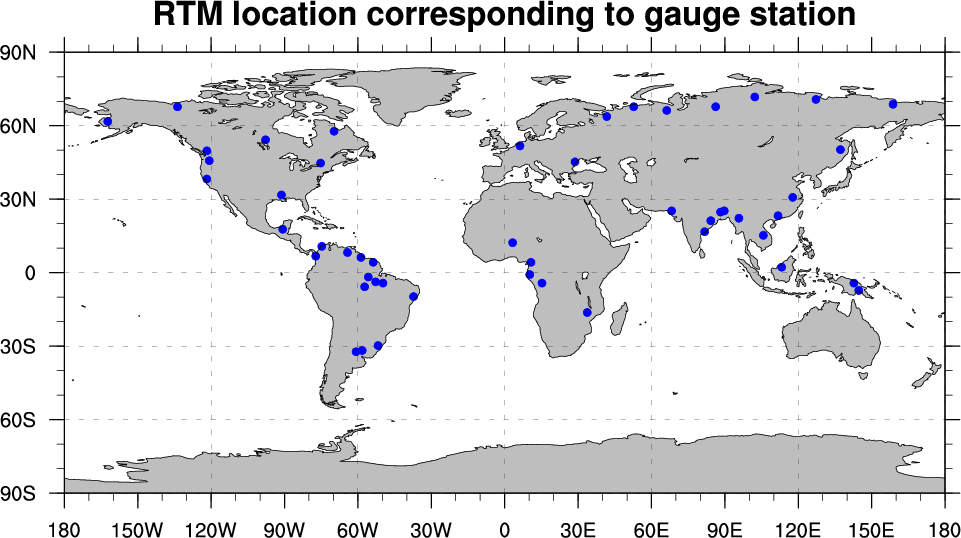 RTM location corresponding to gauge station
90N
60N
30N
0
30S
60S
90S
180 150W 120W 90W 60W 30W 0 30E 60E 90E 120E 150E 180